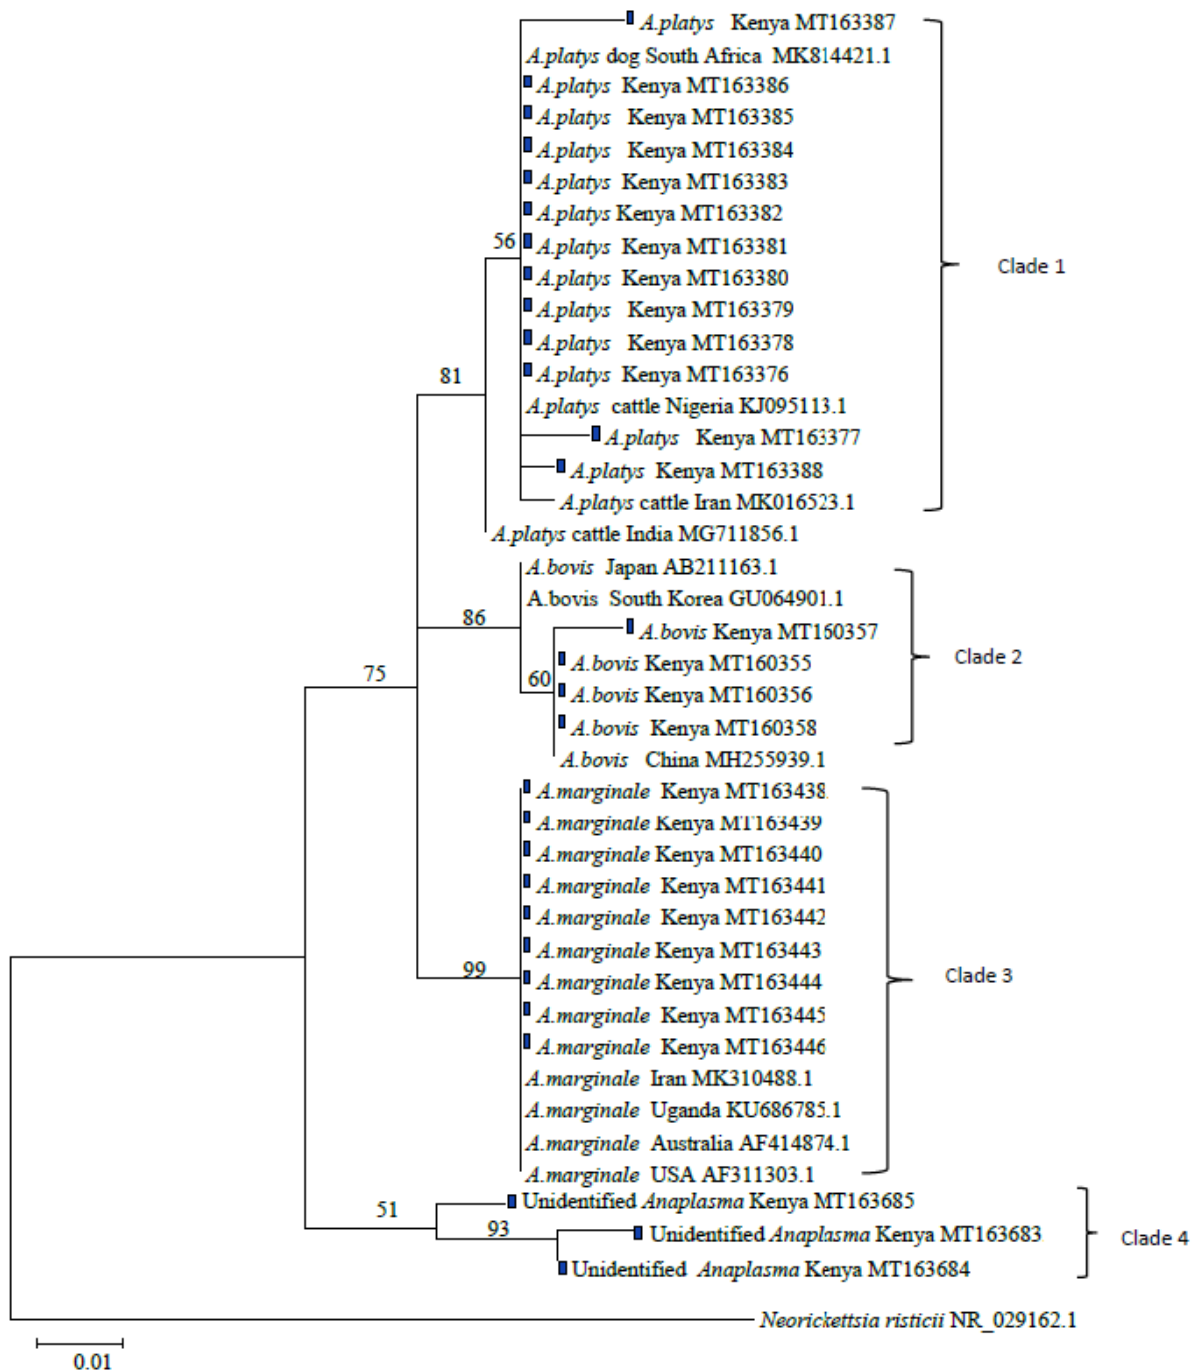 A.platys Kenya MT163387
A.platys dog South Africa MK814421.1
A.platys Kenya MT163386
A.platys Kenya MT163385
A.platys Kenya MT163384
A.platys Kenya MT163383
A.platys Kenya MT163382
56
A.platys Kenya MT163381
Clade 1
A.platys Kenya MT163380
A.platys Kenya MT163379
A.platys Kenya MT163378
81
A.platys Kenya MT163376
A.platys cattle Nigeria KJ095113.1
A.platys Kenya MT163377
A.platys Kenya MT163388
A.platys cattle Iran MK016523.1
A.platys cattle India MG711856.1
A.bovis Japan AB211163.1
A.bovis South Korea GU064901.1
86
A.bovis Kenya MT160357
Clade 2
A.bovis Kenya MT160355
75
60
A.bovis Kenya MT160356
A.bovis Kenya MT160358
A.bovis China MH255939.1
A.marginale Kenya MT163438
A.marginale Kenya MT163439
A.marginale Kenya MT163440
A.marginale Kenya MT163441
A.marginale Kenya MT163442
A.marginale Kenya MT163443
99
A.marginale Kenya MT163444
Clade 3
A.marginale Kenya MT163445
A.marginale Kenya MT163446
A.marginale Iran MK310488.1
A.marginale Uganda KU686785.1
A.marginale Australia AF414874.1
A.marginale USA AF311303.1
51
Unidentified Anaplasma Kenya MT163685
93
Unidentified Anaplasma Kenya MT163683
Clade 4
Unidentified Anaplasma Kenya MT163684
Neorickettsia risticii NR_029162.1
0.01